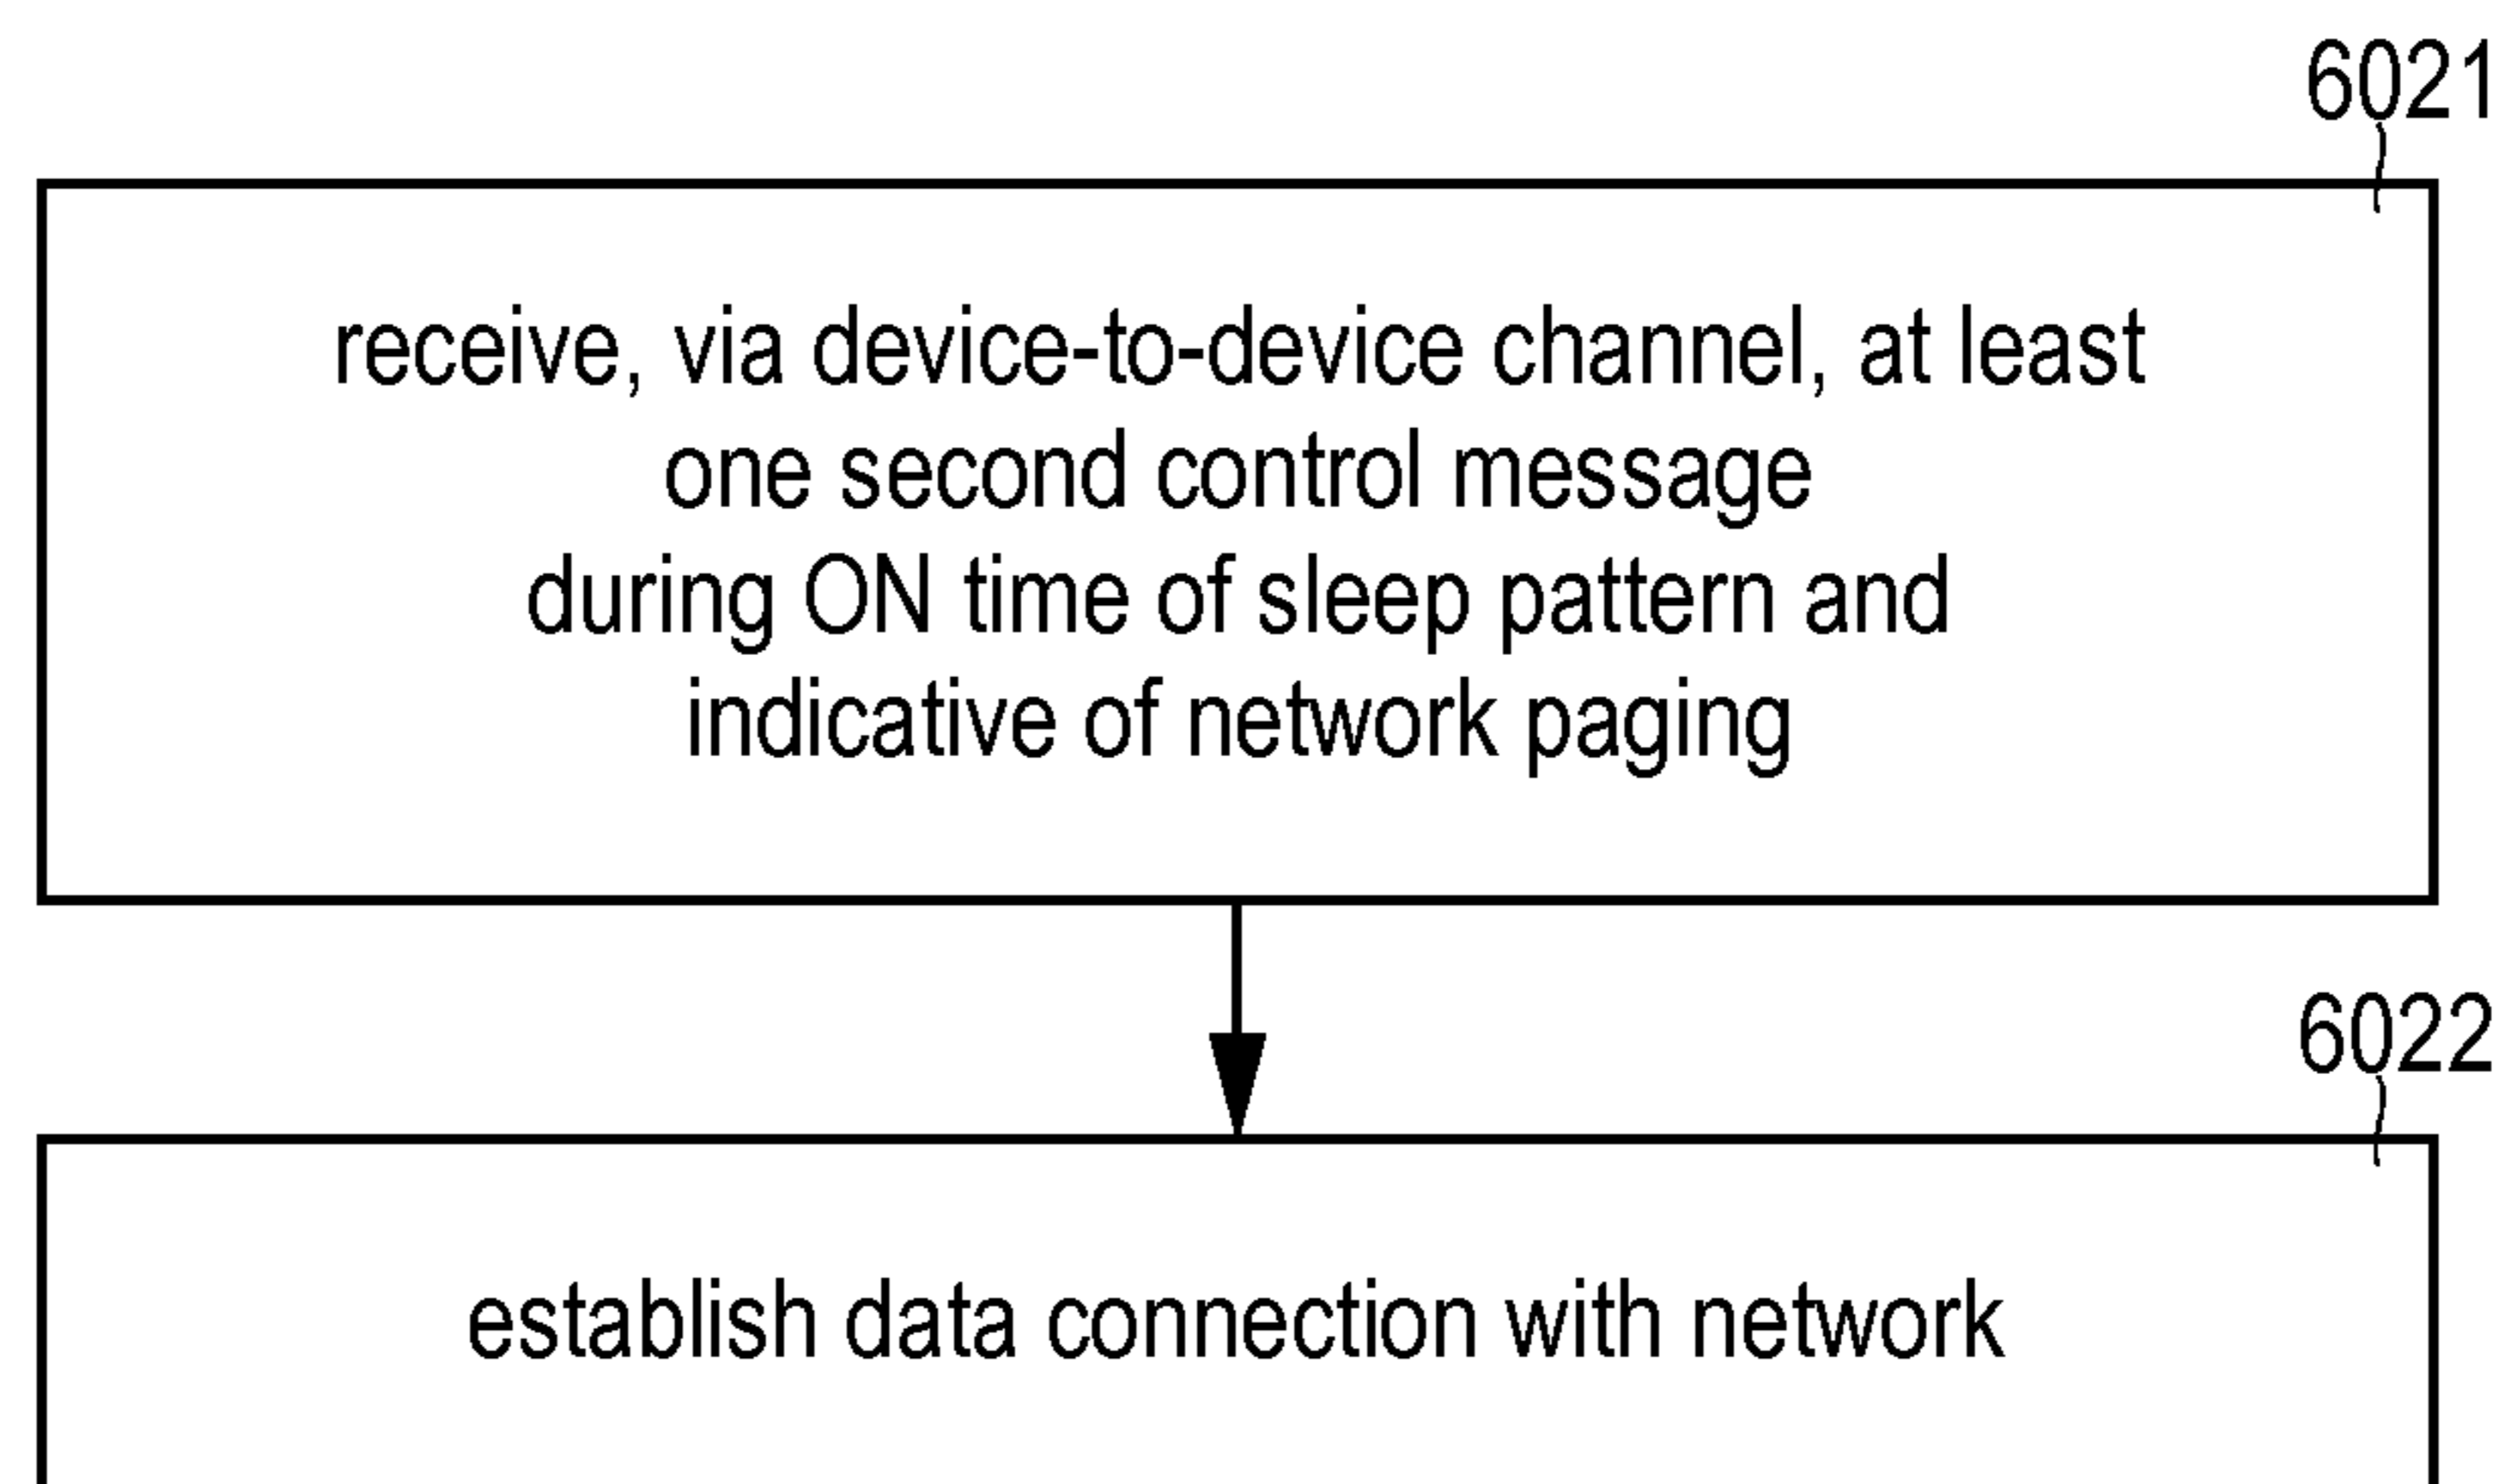 6021
receive, via device-to-device channel, at least
one second control message
during ON time of sleep pattern and
indicative of network paging
6022
establish data connection with network